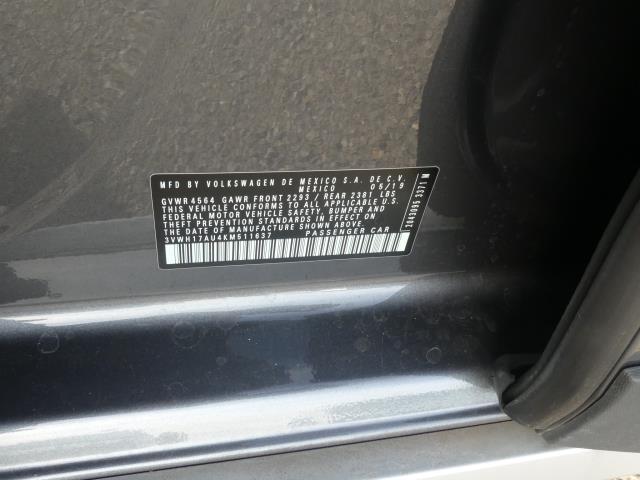 MFD BY VOLKSWAGEN DE MEXICO S.A. DE C.V.
MEXICO 05/19
GVWR4564 GAWR FRONT 2293 / REAR 2381 LBS
THIS VEHICLE CONFORMS TO ALL APPLICABLE U.S.
FEDERAL MOTOR VEHICLE SAFETY, BUMPER AND
THEFT PREVENTION STANDARDS IN EFFECT ON
THE DATE OF MANUFACTURE SHOWN ABOVE
3VWH17AU4KM511637 PASSENGER CAR